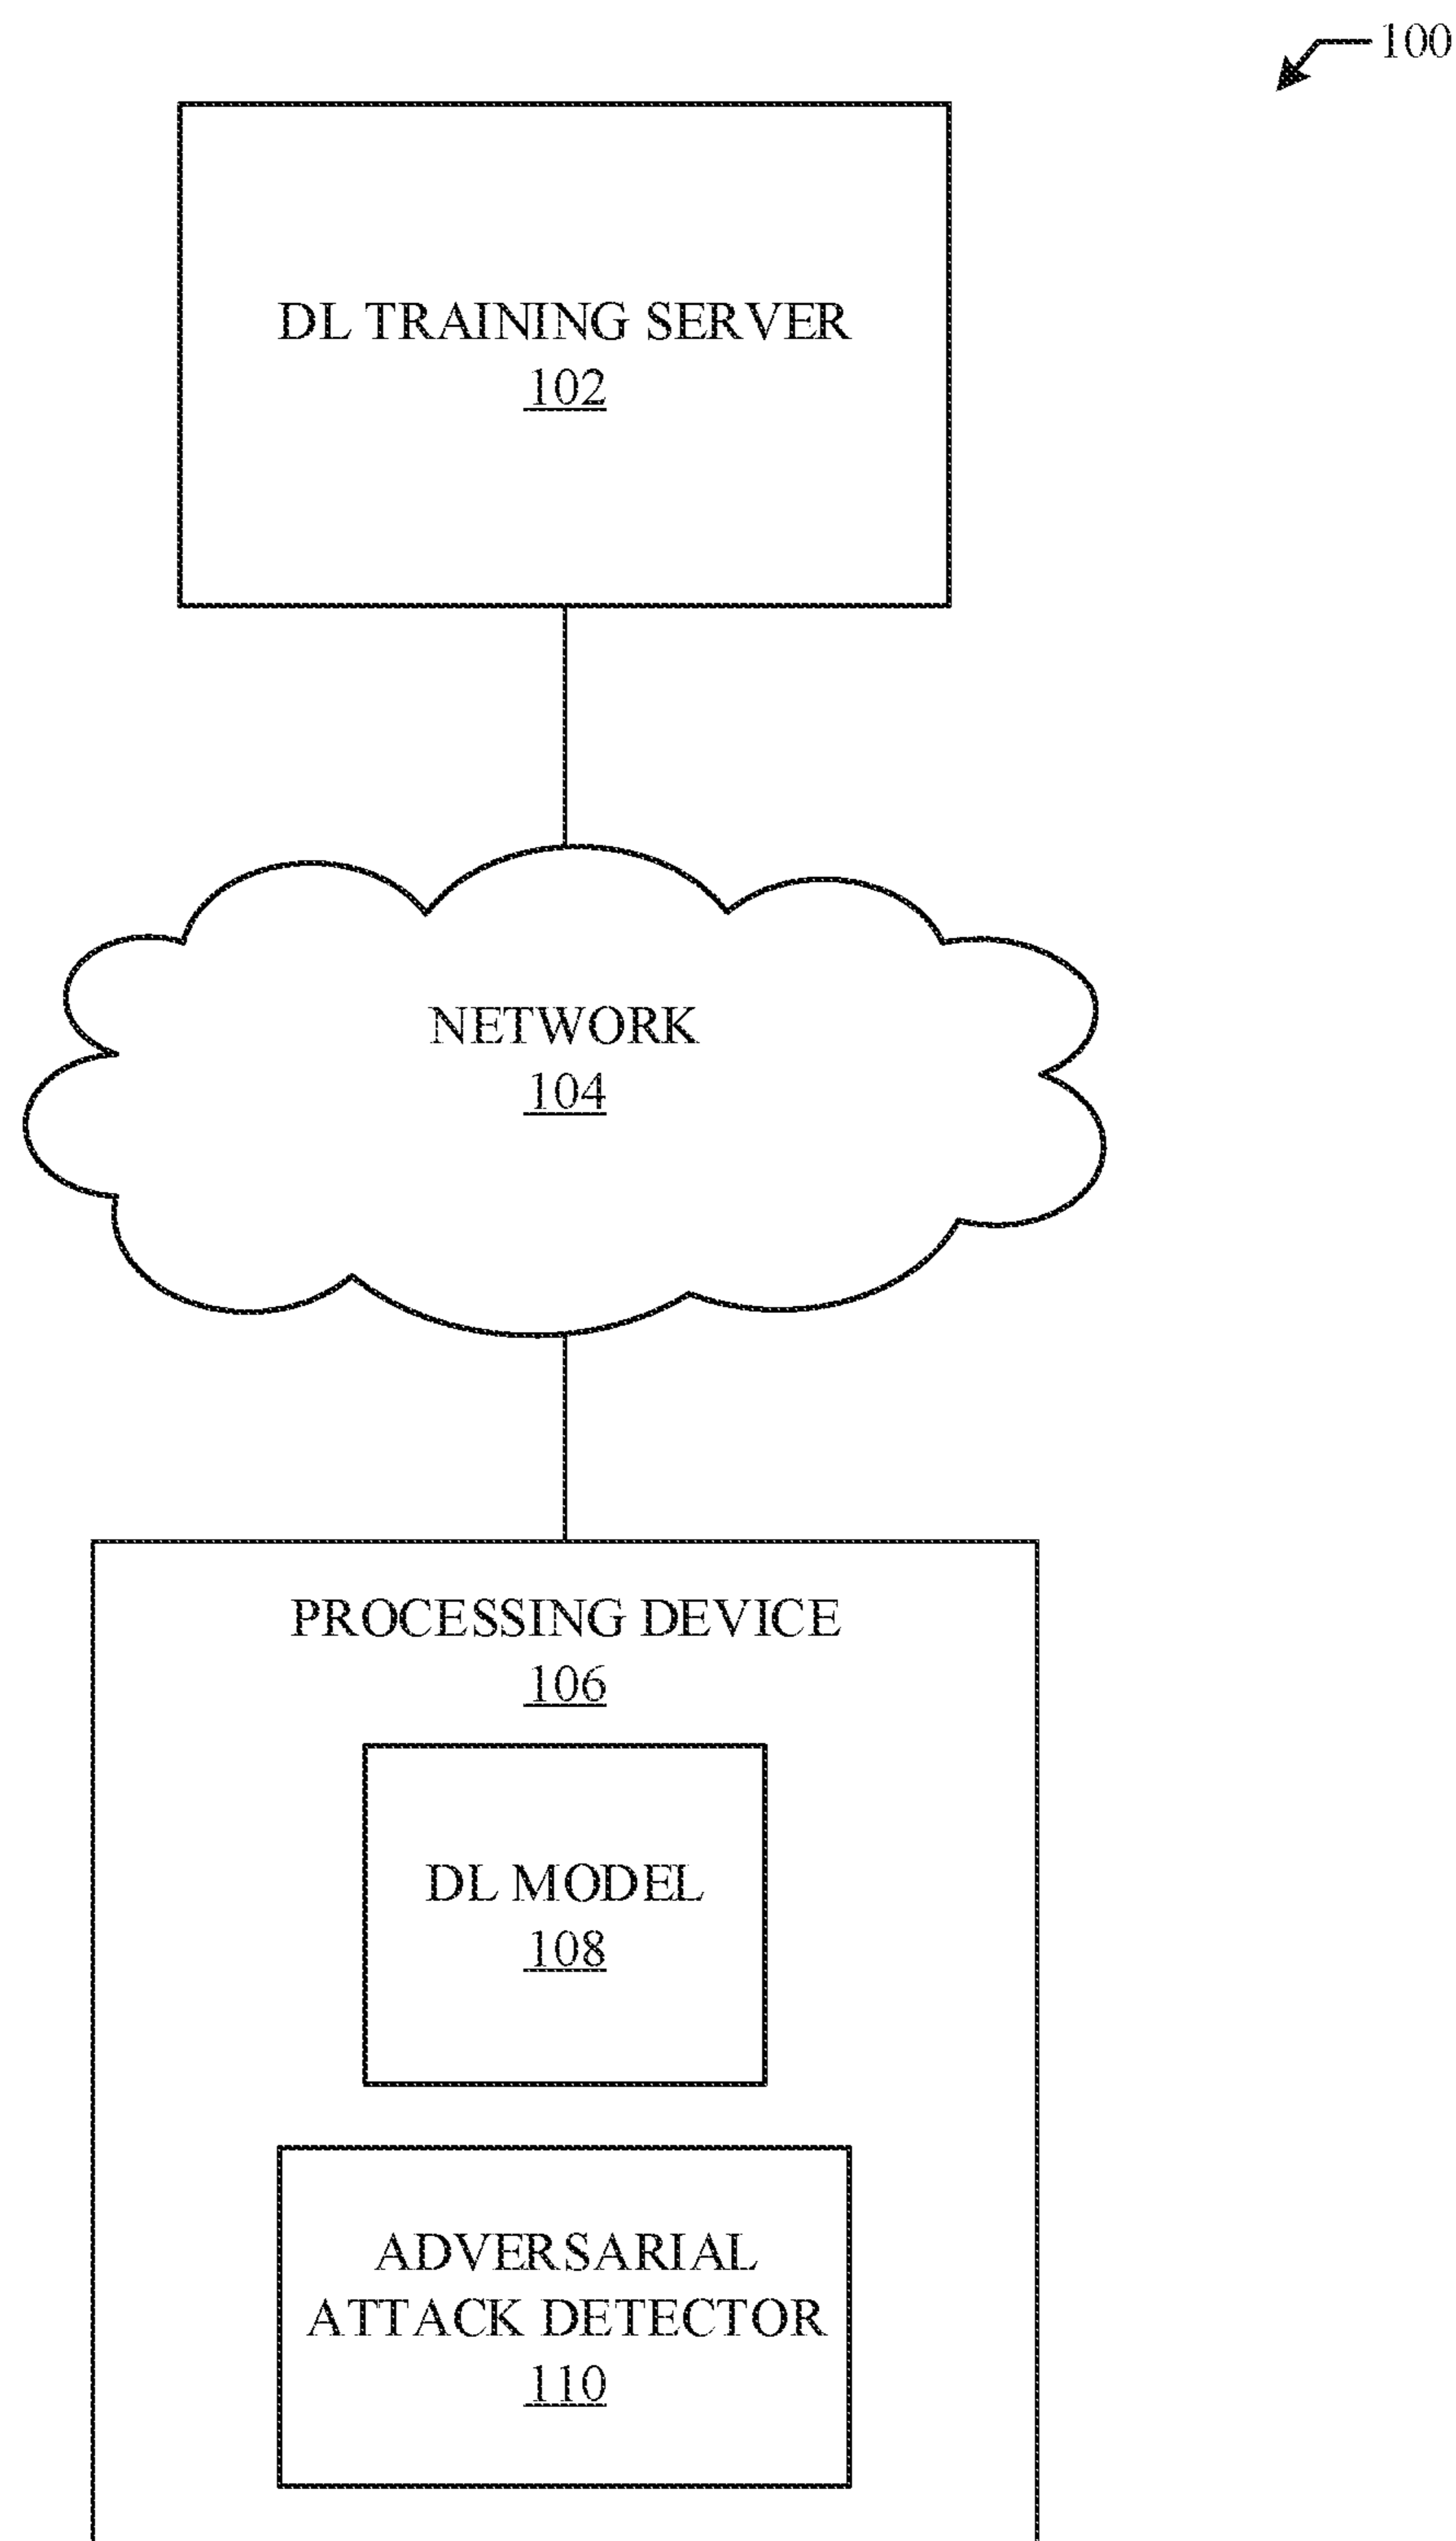 100
DL TRAINING SERVER
102
NETWORK
104
PROCESSING DEVICE
106
DL MODEL
108
ADVERSARIAL
ATTACK DETECTOR
110